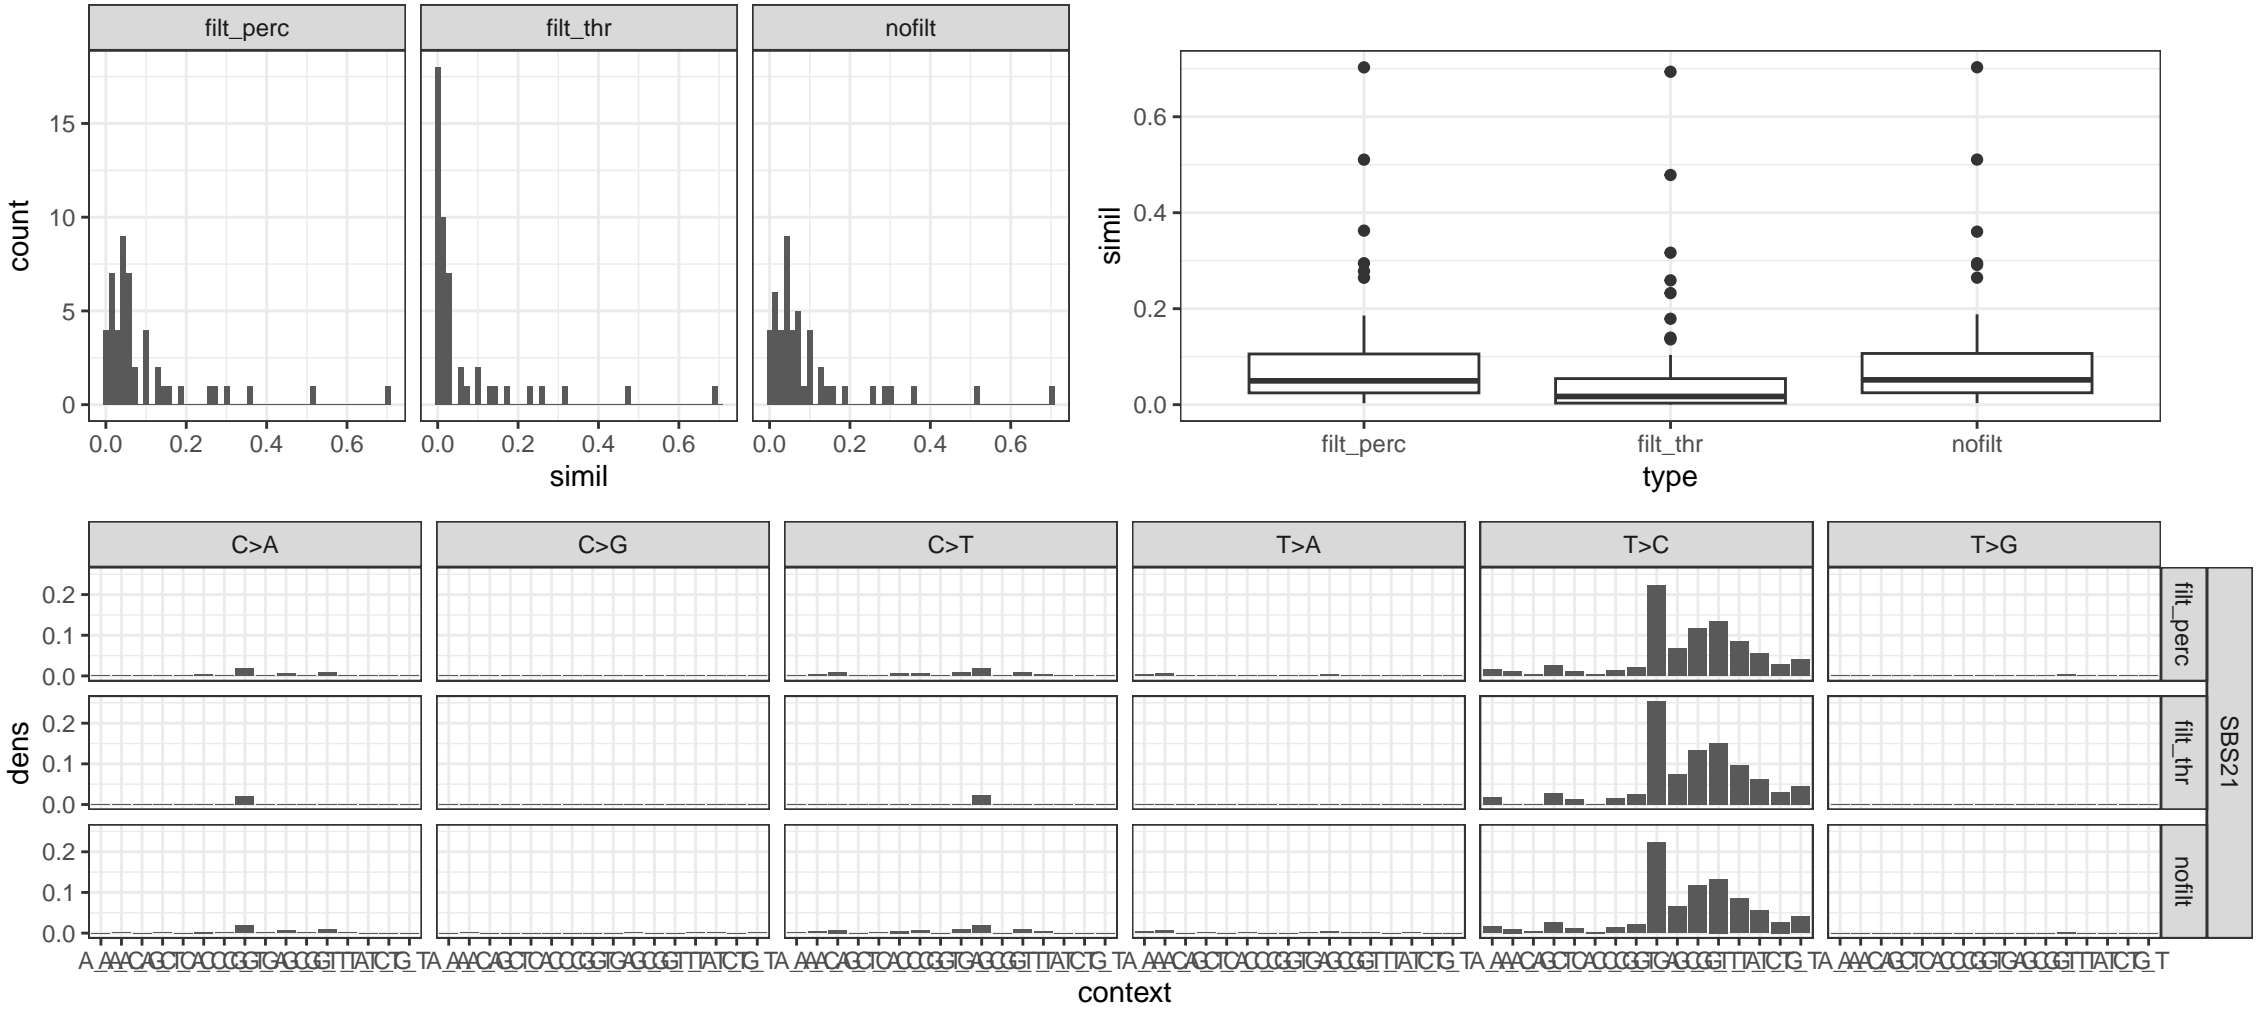 filt_perc filt_thr nofilt
count
15
10
5
0
0.0 0.2 0.4 0.6 0.0 0.2 0.4 0.6 0.0 0.2 0.4 0.6
simil
simil
0.6
0.4
0.2
0.0
filt_perc filt_thr nofilt
type
C>A C>G C>T T>A T>C T>G
dens
0.2
0.1
0.0
filt_perc
0.2
0.1
0.0
filt_thr
0.2
0.1
0.0
nofilt
SBS21
context